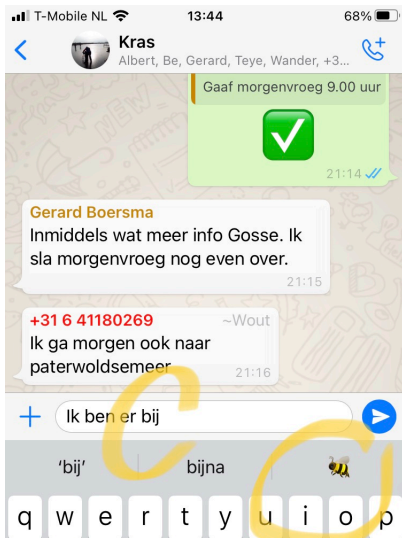 T-Mobile NL 13:44 68%
Kras
Albert, Be, Gerard, Teye, Wander, +3...
Gaaf morgenvroeg 9.00 uur
21:14
Gerard Boersma
Inmiddels wat meer info Gosse. Ik
sla morgenvroeg nog even over.
21:15
+31 6 41180269 ~Wout
Ik ga morgen ook naar
paterwoldsemeer
21:16
Ik ben er bij
'bij' bijna
q w e r t y u i o p